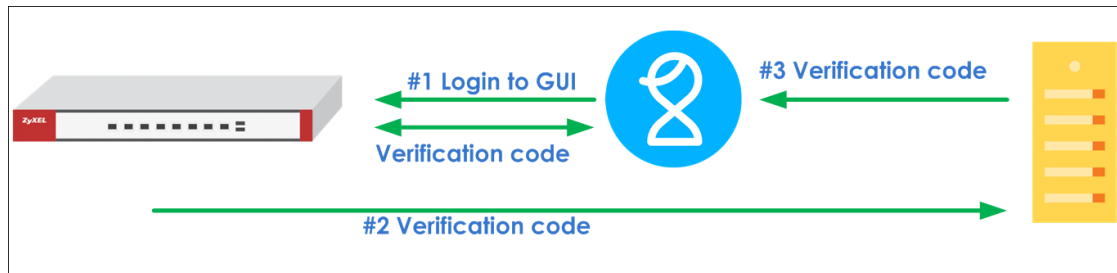 #1 Login to GUI
#3 Verification code
ZyXEL
Verification code
#2 Verification code